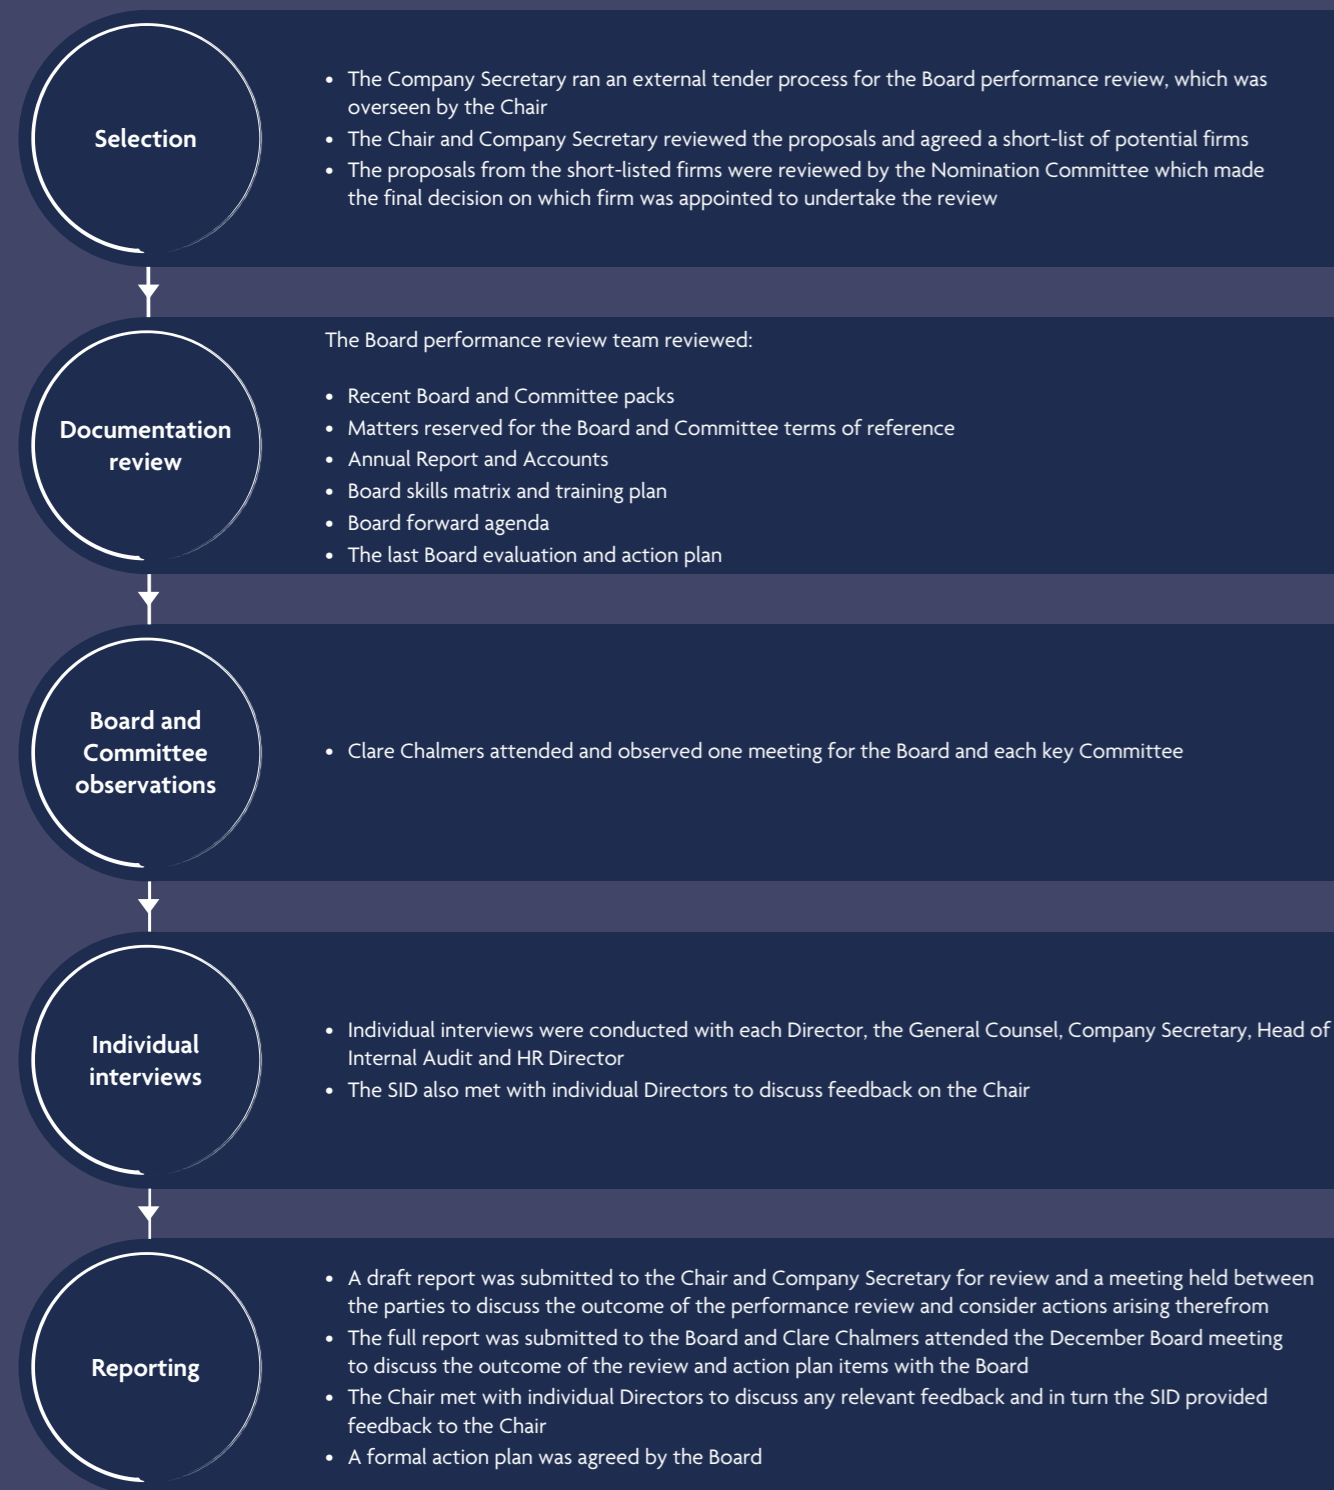 Selection
• The Company Secretary ran an external tender process for the Board performance review, which was
overseen by the Chair
• The Chair and Company Secretary reviewed the proposals and agreed a short-list of potential firms
• The proposals from the short-listed firms were reviewed by the Nomination Committee which made
the final decision on which firm was appointed to undertake the review
Documentation
review
The Board performance review team reviewed:
• Recent Board and Committee packs
• Matters reserved for the Board and Committee terms of reference
• Annual Report and Accounts
• Board skills matrix and training plan
• Board forward agenda
• The last Board evaluation and action plan
Board and
Committee
observations
• Clare Chalmers attended and observed one meeting for the Board and each key Committee
Individual
interviews
• Individual interviews were conducted with each Director, the General Counsel, Company Secretary, Head of
Internal Audit and HR Director
• The SID also met with individual Directors to discuss feedback on the Chair
Reporting
• A draft report was submitted to the Chair and Company Secretary for review and a meeting held between
the parties to discuss the outcome of the performance review and consider actions arising therefrom
• The full report was submitted to the Board and Clare Chalmers attended the December Board meeting
to discuss the outcome of the review and action plan items with the Board
• The Chair met with individual Directors to discuss any relevant feedback and in turn the SID provided
feedback to the Chair
• A formal action plan was agreed by the Board